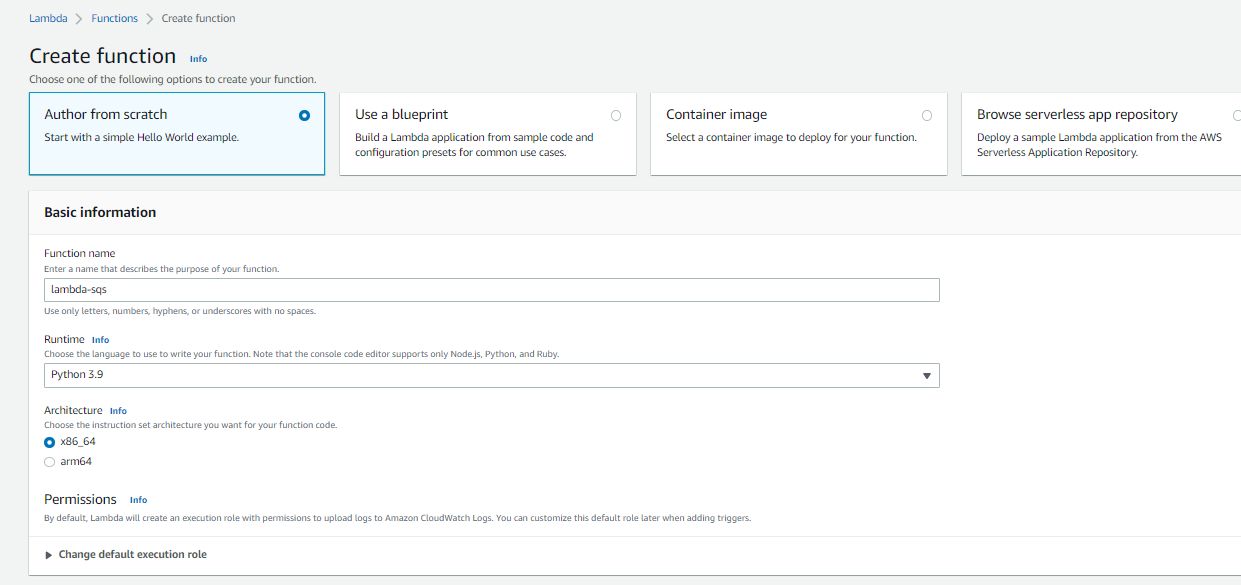 Lambda > Functions > Create function
Create function Info
Choose one of the following options to create your function.
Author from scratch
Start with a simple Hello World example.
Use a blueprint
Build a Lambda application from sample code and
configuration presets for common use cases.
Container image
Select a container image to deploy for your function.
Browse serverless app repository
Deploy a sample Lambda application from the AWS
Serverless Application Repository.
Basic information
Function name
Enter a name that describes the purpose of your function.
lambda-sqs
Use only letters, numbers, hyphens, or underscores with no spaces.
Runtime Info
Choose the language to use to write your function. Note that the console code editor supports only Node.js, Python, and Ruby.
Python 3.9
Architecture Info
Choose the instruction set architecture you want for your function code.
x86_64
arm64
Permissions Info
By default, Lambda will create an execution role with permissions to upload logs to Amazon CloudWatch Logs. You can customize this default role later when adding triggers.
Change default execution role